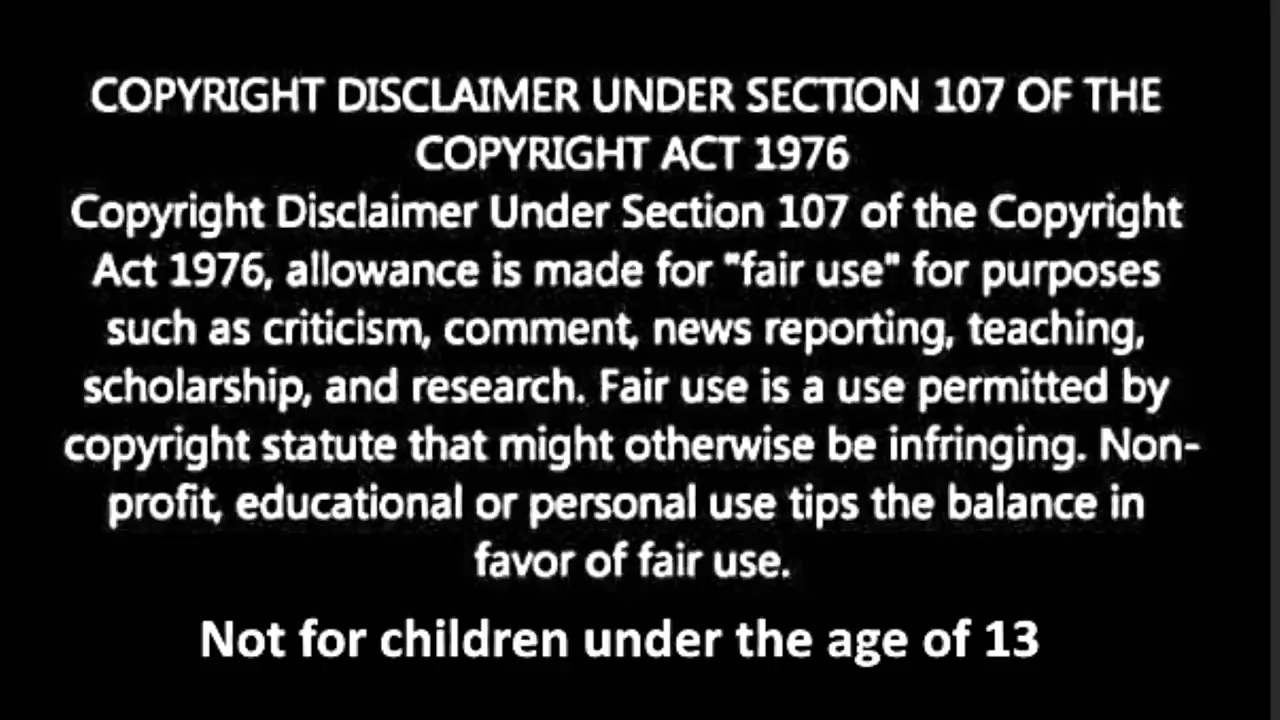 COPYRIGHT DISCLAIMER UNDER SECTION 107 OF THE
COPYRIGHT ACT 1976
Copyright Disclaimer Under Section 107 of the Copyright
Act 1976, allowance is made for "fair use" for purposes
such as criticism, comment, news reporting, teaching,
scholarship, and research. Fair use is a use permitted by
copyright statute that might otherwise be infringing. Non-
profit, educational or personal use tips the balance in
favor of fair use.
Not for children under the age of 13